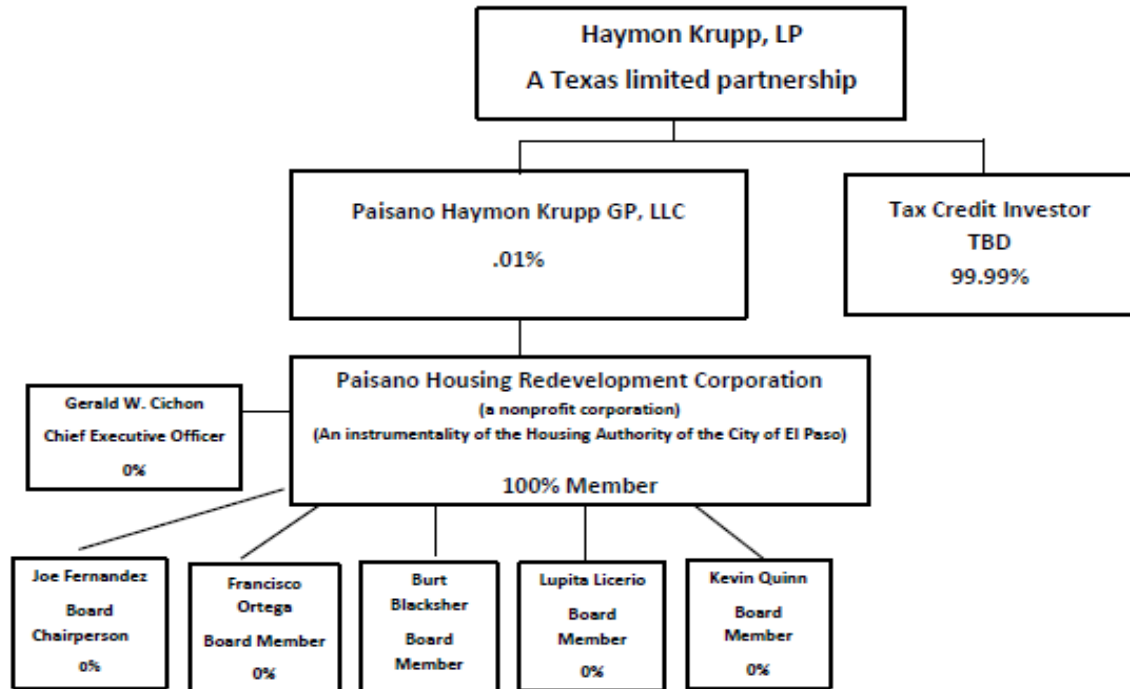 Haymon Krupp, LP
A Texas limited partnership
Paisano Haymon Krupp GP, LLC
.01%
Tax Credit Investor
TBD
99.99%
Paisano Housing Redevelopment Corporation
(a nonprofit corporation)
(An instrumentality of the Housing Authority of the City of El Paso)
100% Member
Gerald W. Cichon
Chief Executive Officer
0%
Joe Fernandez
Board
Chairperson
0%
Francisco
Ortega
Board Member
0%
Burt
Blacksher
Board
Member
Lupita Licerio
Board
Member
0%
Kevin Quinn
Board
Member
0%